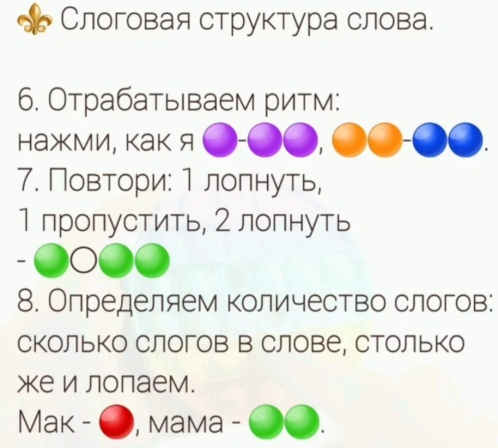 Слоговая структура слова.
6. Отрабатываем ритм:
нажми, как я 🟣-🟣🟣, 🟠🟠-🔵🔵.
7. Повтори: 1 лопнуть,
1 пропустить, 2 лопнуть
- 🟢⚪🟢🟢
8. Определяем количество слогов:
сколько слогов в слове, столько
же и лопаем.
Мак - 🔴, мама - 🟢🟢.